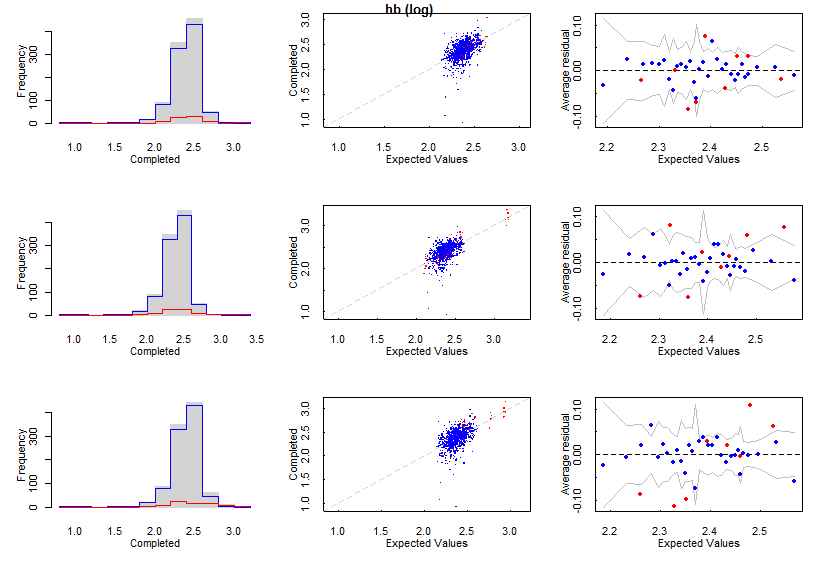 hb (log)
Frequency
0 100 300
1.0 1.5 2.0 2.5 3.0
Completed
Completed
1.0 2.0 3.0
1.0 1.5 2.0 2.5 3.0
Expected Values
Average residual
-0.10 0.00 0.10
2.2 2.3 2.4 2.5
Expected Values
Frequency
0 100 300
1.0 1.5 2.0 2.5 3.0 3.5
Completed
Completed
1.0 2.0 3.0
1.0 1.5 2.0 2.5 3.0
Expected Values
Average residual
-0.10 0.00 0.10
2.2 2.3 2.4 2.5
Expected Values
Frequency
0 100 300
1.0 1.5 2.0 2.5 3.0
Completed
Completed
1.0 2.0 3.0
1.0 1.5 2.0 2.5 3.0
Expected Values
Average residual
-0.10 0.00 0.10
2.2 2.3 2.4 2.5
Expected Values